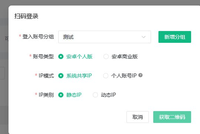 扫码登录
* 登入账号分组 测试 新增分组
* 账号类型 安卓个人版 安卓商业版
* IP模式 系统共享IP 个人账号IP
* IP类别 静态IP 动态IP
取消 获取二维码